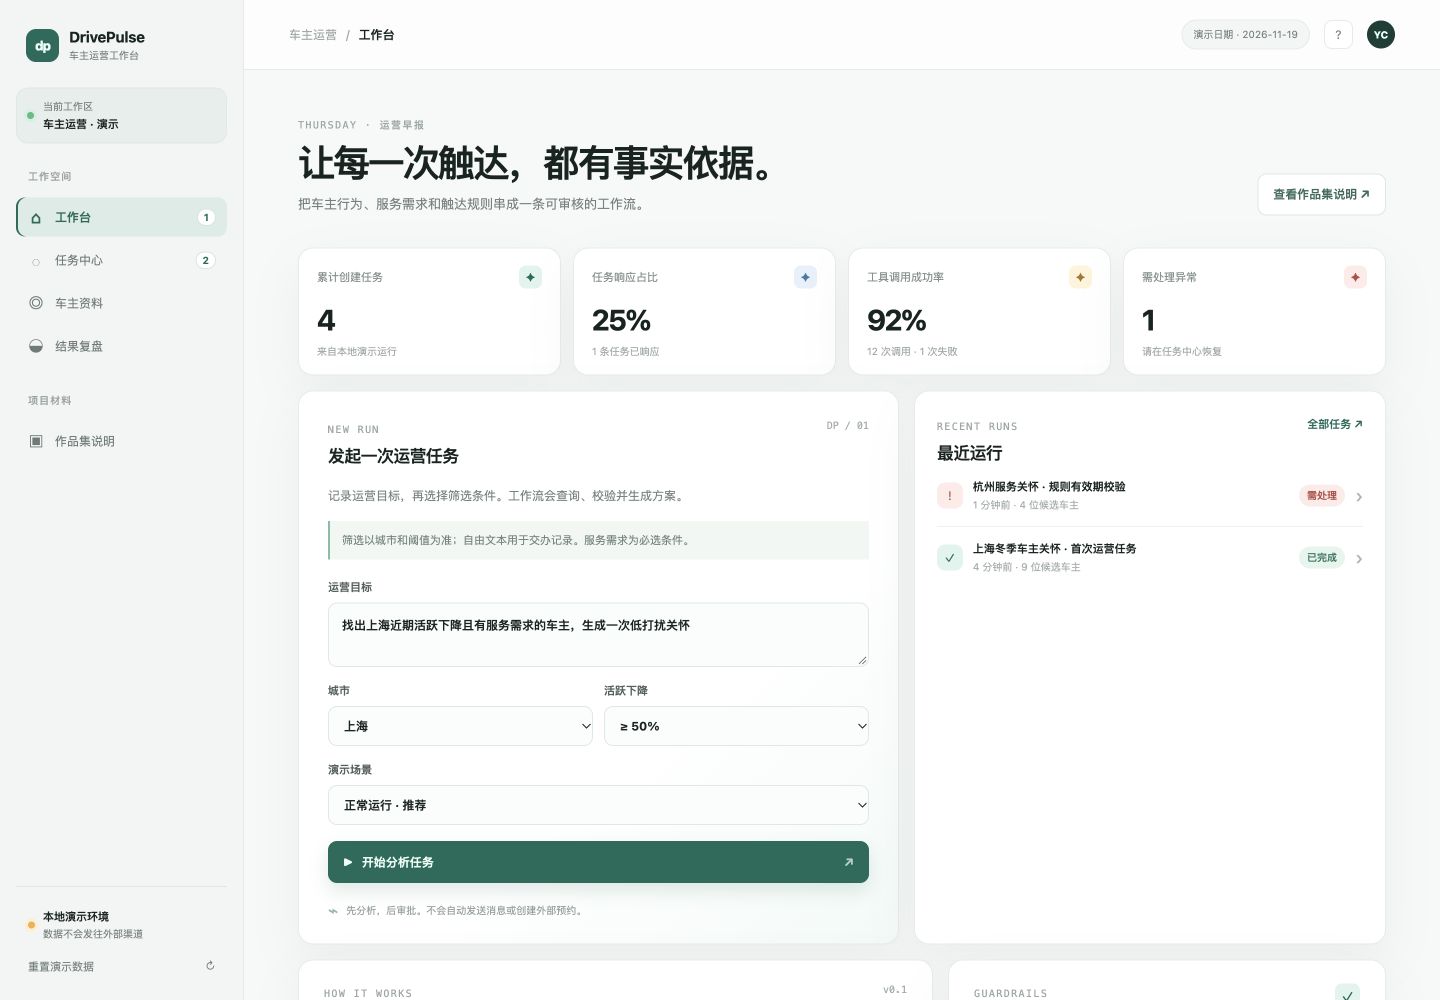 dp
DrivePulse
车主运营工作台
当前工作区
车主运营 · 演示
工作空间
工作台
1
任务中心
2
车主资料
结果复盘
项目材料
作品集说明
本地演示环境
数据不会发往外部渠道
重置演示数据
车主运营 / 工作台
演示日期 · 2026-11-19
?
YC
THURSDAY · 运营早报
让每一次触达，都有事实依据。
把车主行为、服务需求和触达规则串成一条可审核的工作流。
查看作品集说明
累计创建任务
4
来自本地演示运行
任务响应占比
25%
1 条任务已响应
工具调用成功率
92%
12 次调用 · 1 次失败
需处理异常
1
请在任务中心恢复
NEW RUN
DP / 01
发起一次运营任务
记录运营目标，再选择筛选条件。工作流会查询、校验并生成方案。
筛选以城市和阈值为准；自由文本用于交办记录。服务需求为必选条件。
运营目标
找出上海近期活跃下降且有服务需求的车主，生成一次低打扰关怀
城市
活跃下降
上海
≥ 50%
演示场景
正常运行 · 推荐
开始分析任务
先分析，后审批。不会自动发送消息或创建外部预约。
RECENT RUNS
全部任务
最近运行
!
杭州服务关怀 · 规则有效期校验
1 分钟前 · 4 位候选车主
需处理
上海冬季车主关怀 · 首次运营任务
4 分钟前 · 9 位候选车主
已完成
HOW IT WORKS
v0.1
GUARDRAILS